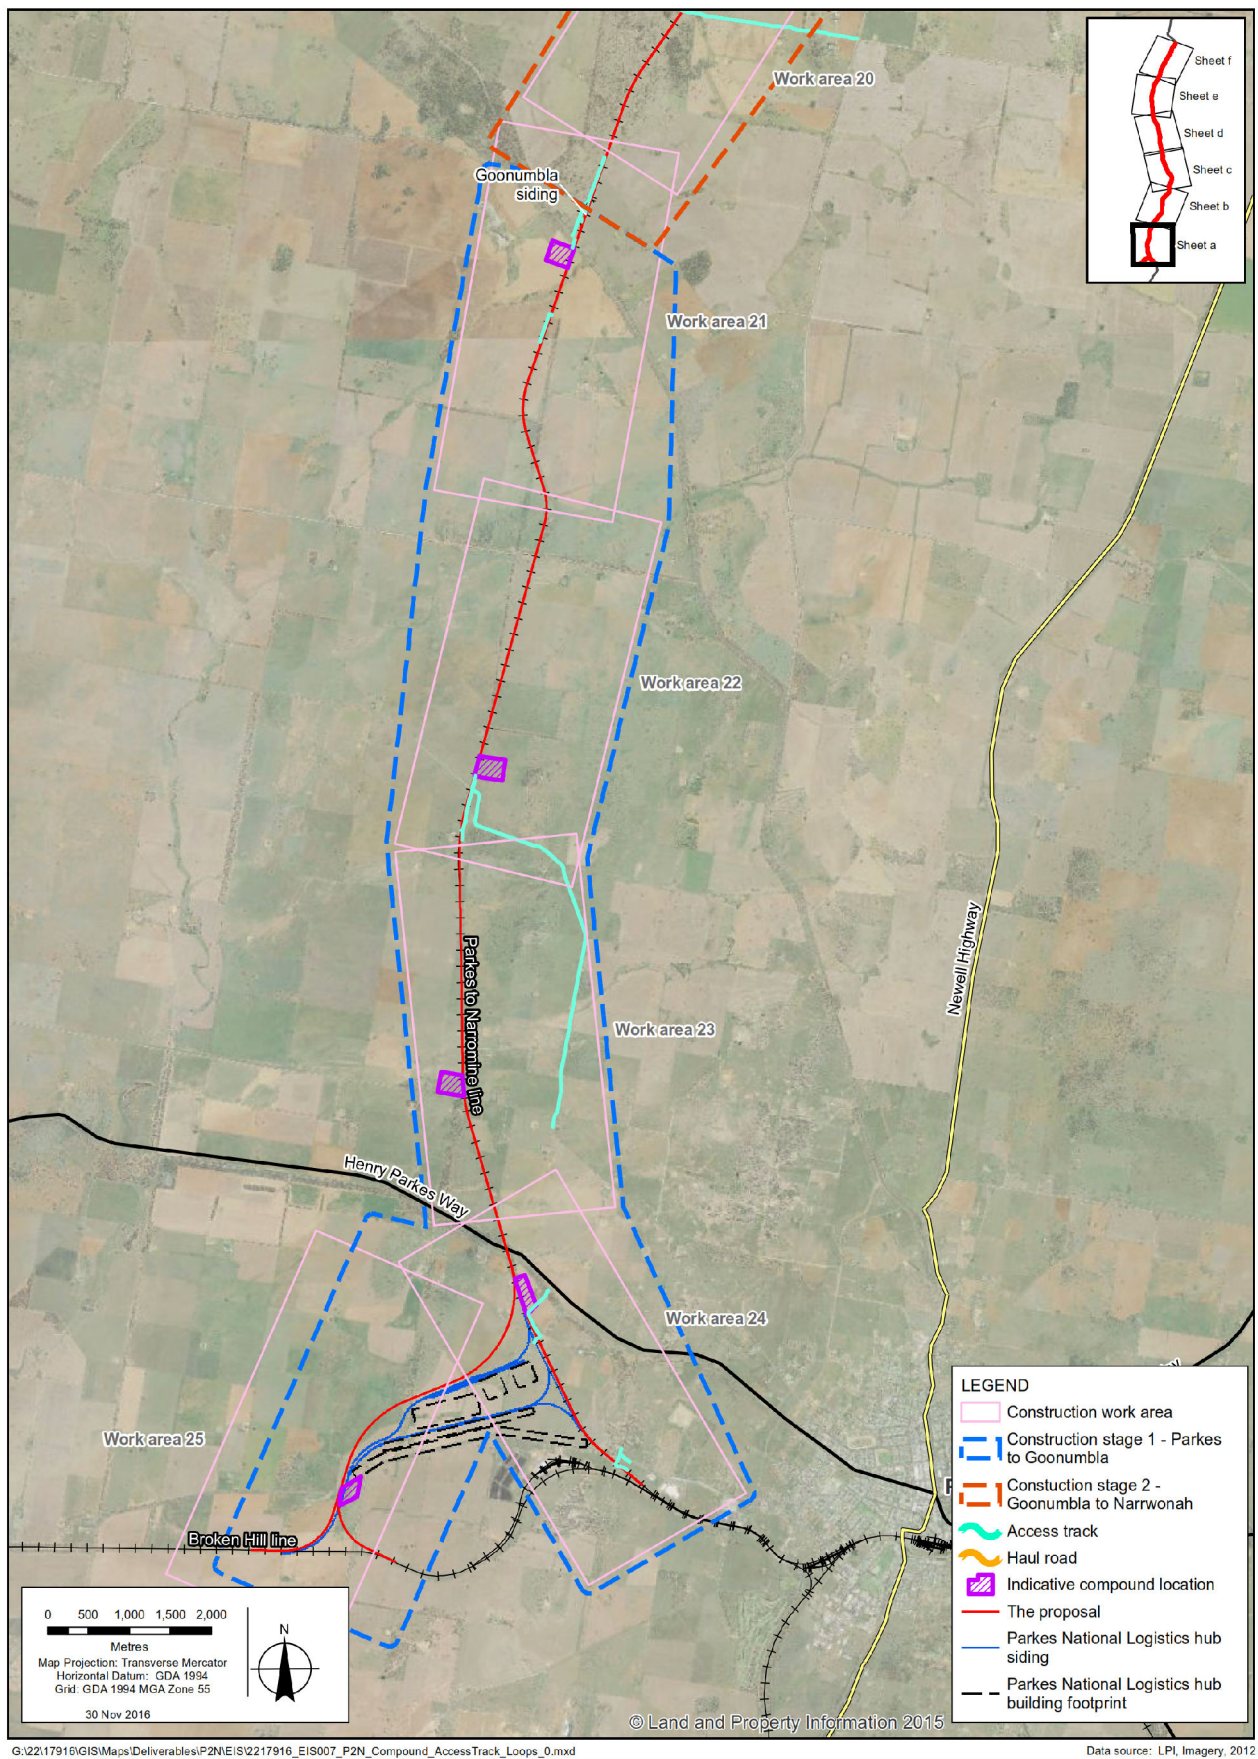 Work area 20
Goonumbla
siding
Work area 21
Work area 22
Work area 23
Parkes to Narromine line
Newell Highway
Henry Parkes Way
Work area 24
Work area 25
Broken Hill line
Sheet f
Sheet e
Sheet d
Sheet c
Sheet b
Sheet a
LEGEND
Construction work area
Construction stage 1 - Parkes
to Goonumbla
Constuction stage 2 -
Goonumbla to Narrwonah
Access track
Haul road
Indicative compound location
The proposal
Parkes National Logistics hub
siding
Parkes National Logistics hub
building footprint
0 500 1,000 1,500 2,000
Metres
Map Projection: Transverse Mercator
Horizontal Datum: GDA 1994
Grid: GDA 1994 MGA Zone 55
30 Nov 2016
N
© Land and Property Information 2015
G:\22\17916\GIS\Maps\Deliverables\P2N\EIS\2217916_EIS007_P2N_Compound_AccessTrack_Loops_0.mxd
Data source: LPI, Imagery, 2012